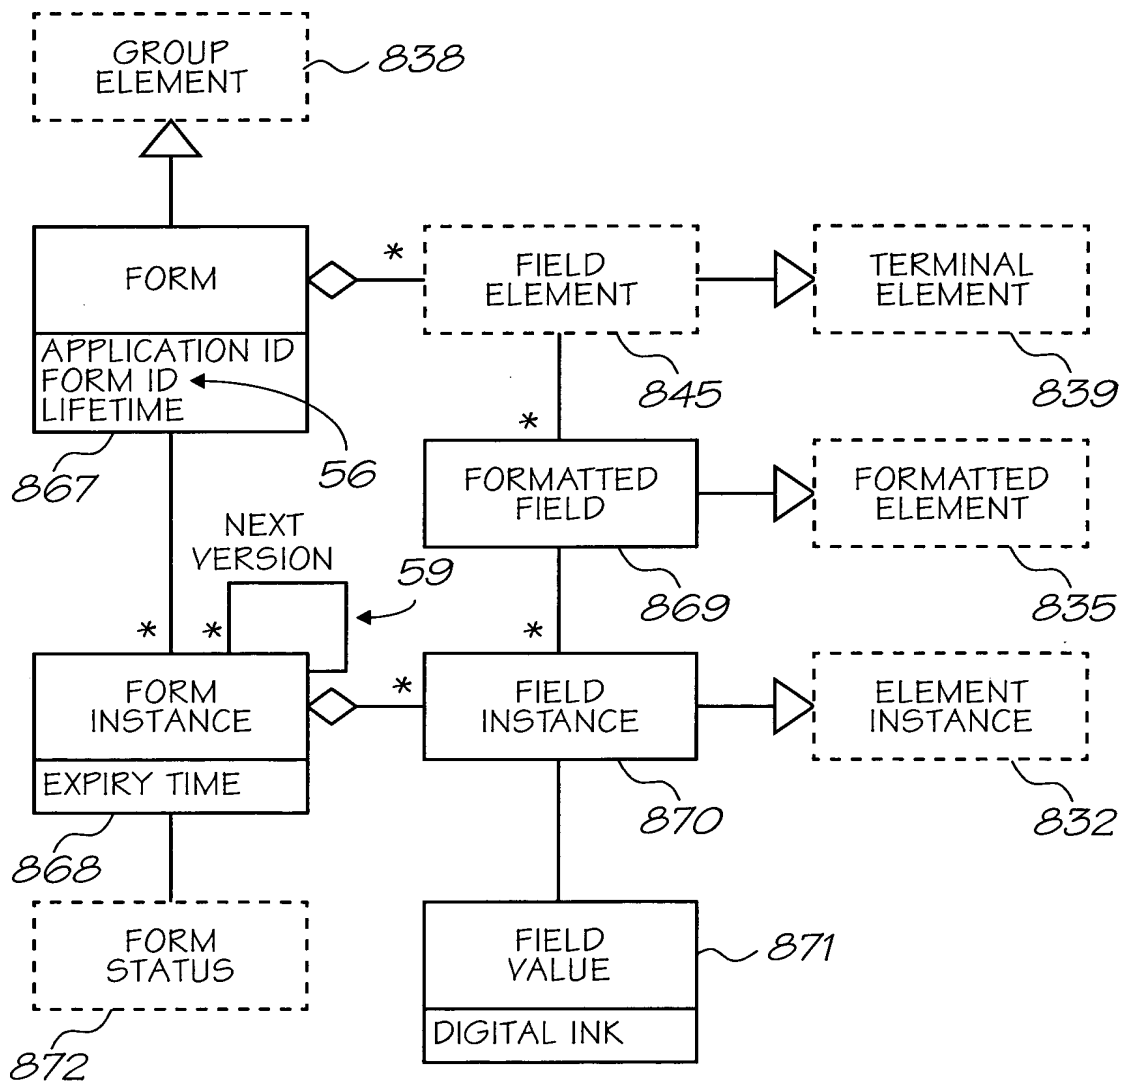 GROUP
ELEMENT
838
FORM
*
FIELD
ELEMENT
TERMINAL
ELEMENT
APPLICATION ID
FORM ID
LIFETIME
845
839
867
56
*
FORMATTED
FIELD
FORMATTED
ELEMENT
NEXT
VERSION
59
869
835
*
*
*
FORM
INSTANCE
*
FIELD
INSTANCE
ELEMENT
INSTANCE
EXPIRY TIME
870
832
868
FORM
STATUS
FIELD
VALUE
871
DIGITAL INK
872